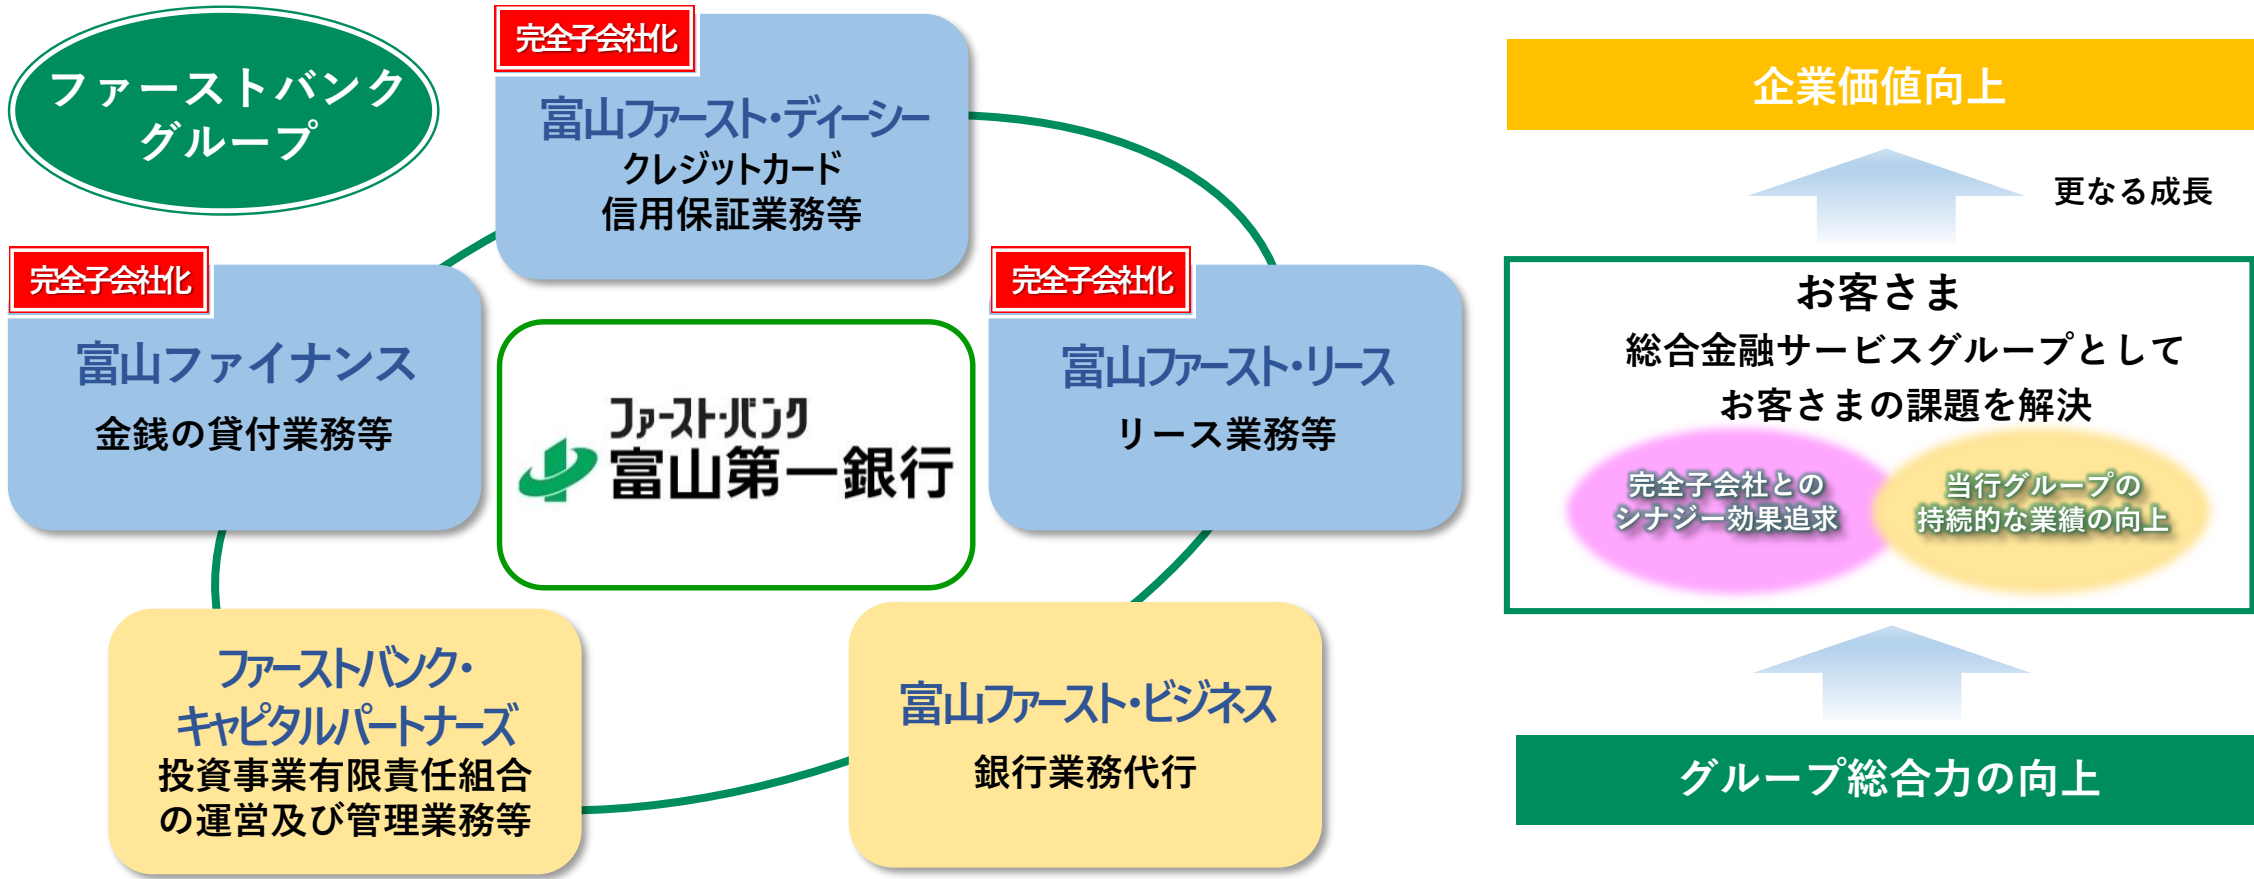 ファーストバンク
グループ
完全子会社化
富山ファースト・ディーシー
クレジットカード
信用保証業務等
完全子会社化
富山ファイナンス
金銭の貸付業務等
ファースト・バンク
富山第一銀行
完全子会社化
富山ファースト・リース
リース業務等
ファーストバンク・
キャピタルパートナーズ
投資事業有限責任組合
の運営及び管理業務等
富山ファースト・ビジネス
銀行業務代行
企業価値向上
更なる成長
お客さま
総合金融サービスグループとして
お客さまの課題を解決
完全子会社との
シナジー効果追求
当行グループの
持続的な業績の向上
グループ総合力の向上